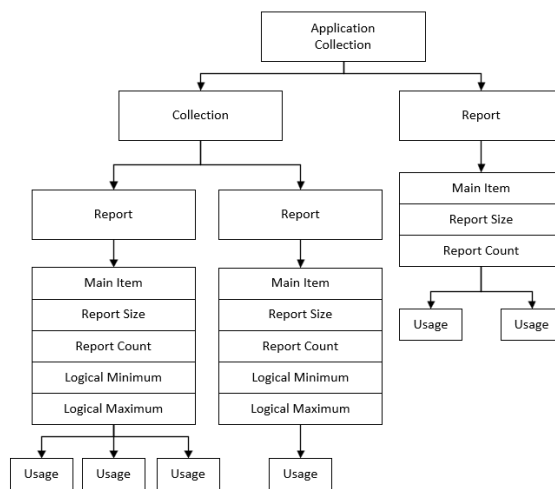 Application
Collection
Collection
Report
Report
Report
Main Item
Report Size
Report Count
Main Item
Report Size
Report Count
Logical Minimum
Logical Maximum
Main Item
Report Size
Report Count
Logical Minimum
Logical Maximum
Usage
Usage
Usage
Usage
Usage
Usage